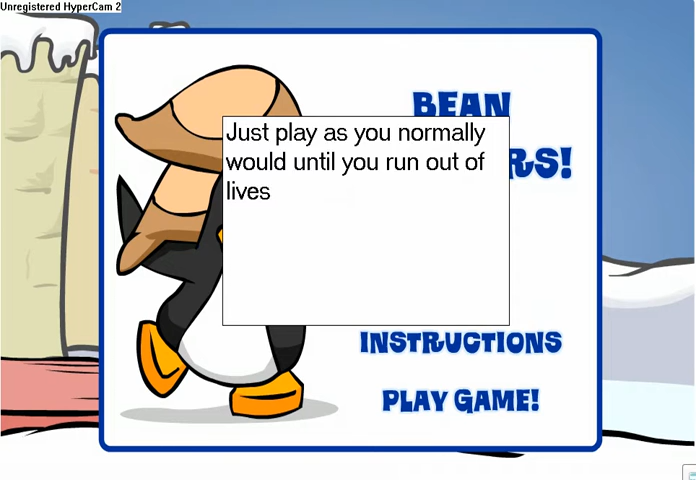 Unregistered HyperCam 2
BEAN
Just play as you normally
would until you run out of
lives
RS!
INSTRUCTIONS
PLAY GAME!